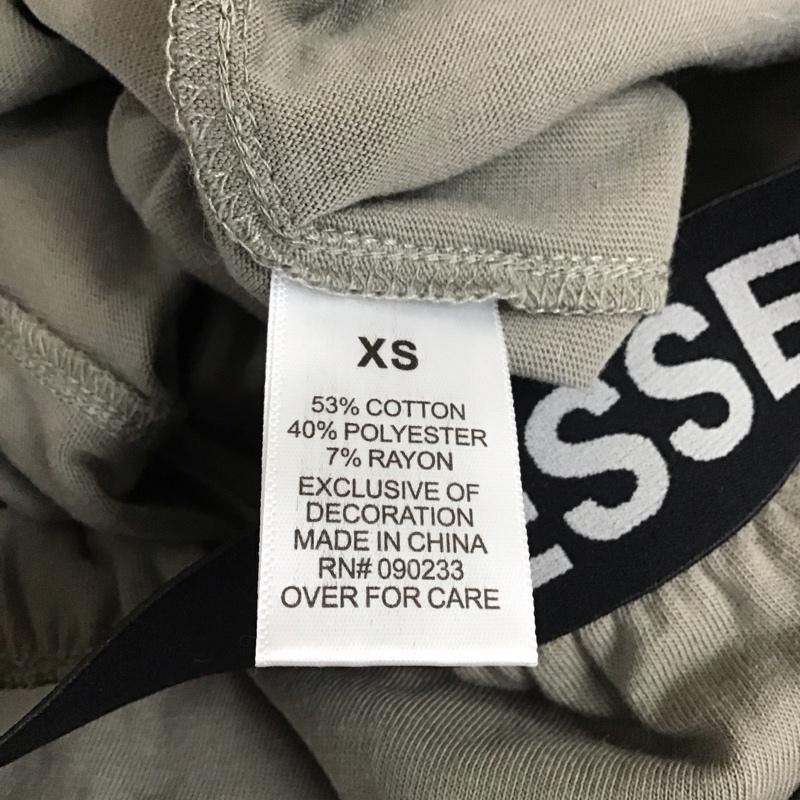 XS
53% COTTON
40% POLYESTER
7% RAYON
EXCLUSIVE OF
DECORATION
MADE IN CHINA
RN# 090233
OVER FOR CARE
ESSE